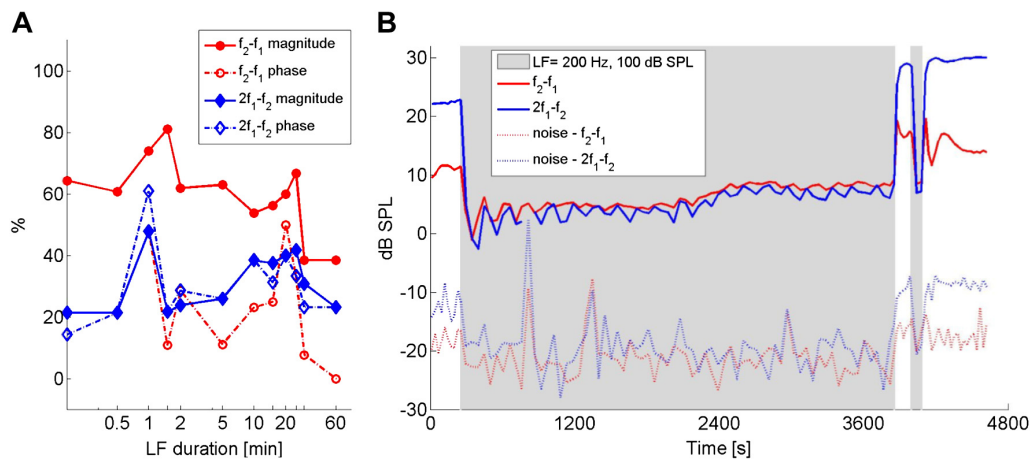 A
f₂-f₁ magnitude
f₂-f₁ phase
2f₁-f₂ magnitude
2f₁-f₂ phase
100
80
60
40
20
0
%
0.5 1 2 5 10 20 60
LF duration [min]
B
LF= 200 Hz, 100 dB SPL
f₂-f₁
2f₁-f₂
noise - f₂-f₁
noise - 2f₁-f₂
30
20
10
0
-10
-20
-30
dB SPL
0 1200 2400 3600 4800
Time [s]